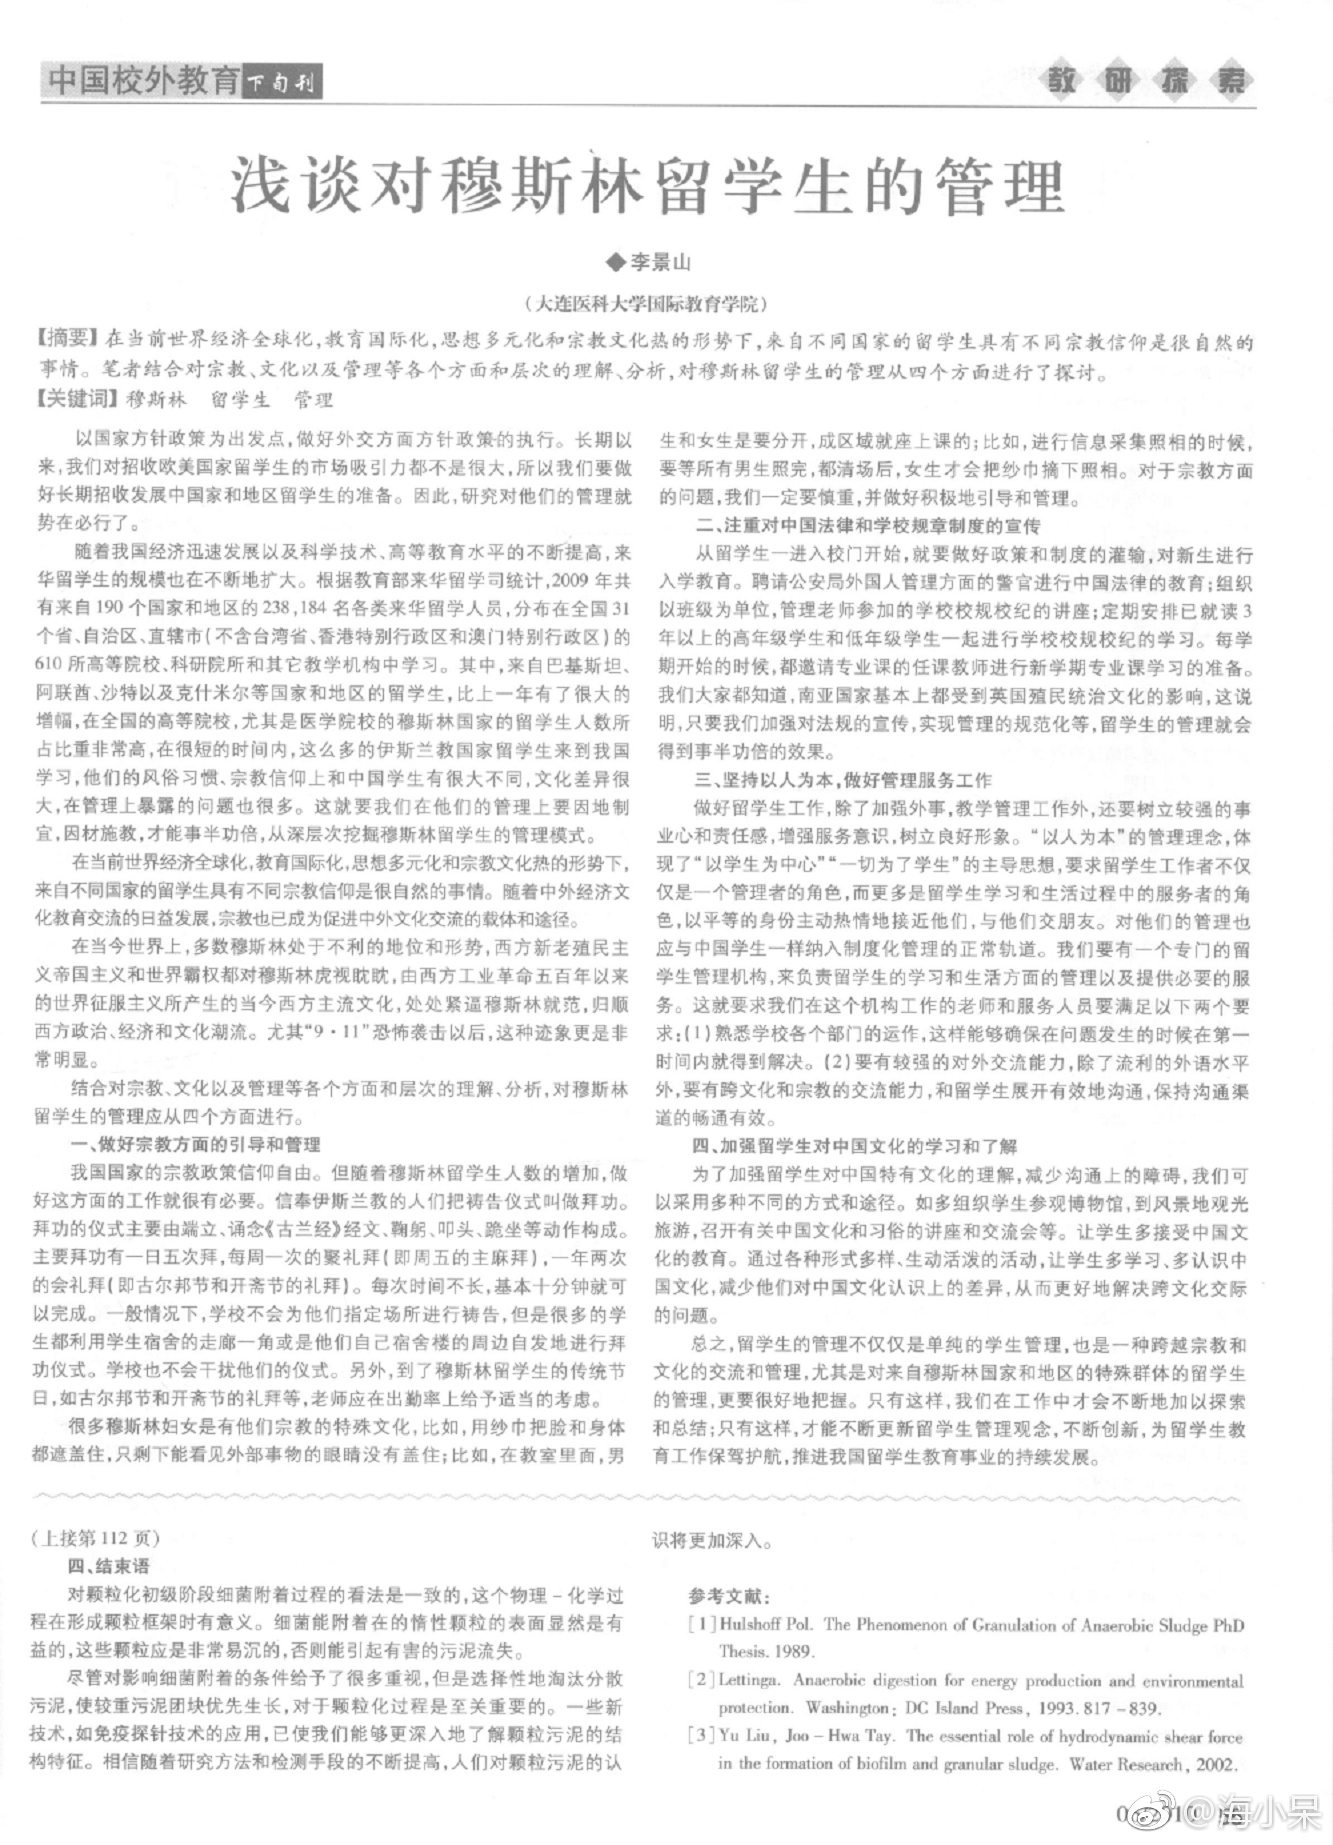 中国校外教育 下旬刊
教研探索
浅谈对穆斯林留学生的管理
◆李景山
(大连医科大学国际教育学院)
【摘要】在当前世界经济全球化,教育国际化,思想多元化和宗教文化热的形势下,来自不同国家的留学生具有不同宗教信仰是很自然的
事情。笔者结合对宗教、文化以及管理等各个方面和层次的理解、分析,对穆斯林留学生的管理从四个方面进行了探讨。
【关键词】穆斯林 留学生 管理
以国家方针政策为出发点,做好外交方面方针政策的执行。长期以
来,我们对招收欧美国家留学生的市场吸引力都不是很大,所以我们要做
好长期招收发展中国家和地区留学生的准备。因此,研究对他们的管理就
势在必行了。
随着我国经济迅速发展以及科学技术、高等教育水平的不断提高,来
华留学生的规模也在不断地扩大。根据教育部来华留学司统计,2009 年共
有来自 190 个国家和地区的 238,184 名各类来华留学人员,分布在全国 31
个省、自治区、直辖市(不含台湾省、香港特别行政区和澳门特别行政区)的
610 所高等院校、科研院所和其它教学机构中学习。其中,来自巴基斯坦、
阿联酋、沙特以及克什米尔等国家和地区的留学生,比上一年有了很大的
增幅,在全国的高等院校,尤其是医学院校的穆斯林国家的留学生人数所
占比重非常高,在很短的时间内,这么多的伊斯兰教国家留学生来到我国
学习,他们的风俗习惯、宗教信仰上和中国学生有很大不同,文化差异很
大,在管理上暴露的问题也很多。这就要我们在他们的管理上要因地制
宜,因材施教,才能事半功倍,从深层次挖掘穆斯林留学生的管理模式。
在当前世界经济全球化,教育国际化,思想多元化和宗教文化热的形势下,
来自不同国家的留学生具有不同宗教信仰是很自然的事情。随着中外经济文
化教育交流的日益发展,宗教也已成为促进中外文化交流的载体和途径。
在当今世界上,多数穆斯林处于不利的地位和形势,西方新老殖民主
义帝国主义和世界霸权都对穆斯林虎视眈眈,由西方工业革命五百年以来
的世界征服主义所产生的当今西方主流文化,处处紧逼穆斯林就范,归顺
西方政治、经济和文化潮流。尤其“9·11”恐怖袭击以后,这种迹象更是非
常明显。
结合对宗教、文化以及管理等各个方面和层次的理解、分析,对穆斯林
留学生的管理应从四个方面进行。
一、做好宗教方面的引导和管理
我国国家的宗教政策信仰自由。但随着穆斯林留学生人数的增加,做
好这方面的工作就很有必要。信奉伊斯兰教的人们把祷告仪式叫做拜功。
拜功的仪式主要由端立、诵念《古兰经》经文、鞠躬、叩头、跪坐等动作构成。
主要拜功有一日五次拜,每周一次的聚礼拜(即周五的主麻拜),一年两次
的会礼拜(即古尔邦节和开斋节的礼拜)。每次时间不长,基本十分钟就可
以完成。一般情况下,学校不会为他们指定场所进行祷告,但是很多的学
生都利用学生宿舍的走廊一角或是他们自己宿舍楼的周边自发地进行拜
功仪式。学校也不会干扰他们的仪式。另外,到了穆斯林留学生的传统节
日,如古尔邦节和开斋节的礼拜等,老师应在出勤率上给予适当的考虑。
很多穆斯林妇女是有他们宗教的特殊文化,比如,用纱巾把脸和身体
都遮盖住,只剩下能看见外部事物的眼睛没有盖住;比如,在教室里面,男
生和女生是要分开,成区域就座上课的;比如,进行信息采集照相的时候,
要等所有男生照完,都清场后,女生才会把纱巾摘下照相。对于宗教方面
的问题,我们一定要慎重,并做好积极地引导和管理。
二、注重对中国法律和学校规章制度的宣传
从留学生一进入校门开始,就要做好政策和制度的灌输,对新生进行
入学教育。聘请公安局外国人管理方面的警官进行中国法律的教育;组织
以班级为单位,管理老师参加的学校校规校纪的讲座;定期安排已就读 3
年以上的高年级学生和低年级学生一起进行学校校规校纪的学习。每学
期开始的时候,都邀请专业课的任课教师进行新学期专业课学习的准备。
我们大家都知道,南亚国家基本上都受到英国殖民统治文化的影响,这说
明,只要我们加强对法规的宣传,实现管理的规范化等,留学生的管理就会
得到事半功倍的效果。
三、坚持以人为本,做好管理服务工作
做好留学生工作,除了加强外事,教学管理工作外,还要树立较强的事
业心和责任感,增强服务意识,树立良好形象。“以人为本”的管理理念,体
现了“以学生为中心”“一切为了学生”的主导思想,要求留学生工作者不仅
仅是一个管理者的角色,而更多是留学生学习和生活过程中的服务者的角
色,以平等的身份主动热情地接近他们,与他们交朋友。对他们的管理也
应与中国学生一样纳入制度化管理的正常轨道。我们要有一个专门的留
学生管理机构,来负责留学生的学习和生活方面的管理以及提供必要的服
务。这就要求我们在这个机构工作的老师和服务人员要满足以下两个要
求:(1)熟悉学校各个部门的运作,这样能够确保在问题发生的时候在第一
时间内就得到解决。(2)要有较强的对外交流能力,除了流利的外语水平
外,要有跨文化和宗教的交流能力,和留学生展开有效地沟通,保持沟通渠
道的畅通有效。
四、加强留学生对中国文化的学习和了解
为了加强留学生对中国特有文化的理解,减少沟通上的障碍,我们可
以采用多种不同的方式和途径。如多组织学生参观博物馆,到风景地观光
旅游,召开有关中国文化和习俗的讲座和交流会等。让学生多接受中国文
化的教育。通过各种形式多样、生动活泼的活动,让学生多学习、多认识中
国文化,减少他们对中国文化认识上的差异,从而更好地解决跨文化交际
的问题。
总之,留学生的管理不仅仅是单纯的学生管理,也是一种跨越宗教和
文化的交流和管理,尤其是对来自穆斯林国家和地区的特殊群体的留学生
的管理,更要很好地把握。只有这样,我们在工作中才会不断地加以探索
和总结;只有这样,才能不断更新留学生管理观念,不断创新,为留学生教
育工作保驾护航,推进我国留学生教育事业的持续发展。
(上接第 112 页)
四、结束语
对颗粒化初级阶段细菌附着过程的看法是一致的,这个物理－化学过
程在形成颗粒框架时有意义。细菌能附着在的惰性颗粒的表面显然是有
益的,这些颗粒应是非常易沉的,否则能引起有害的污泥流失。
尽管对影响细菌附着的条件给予了很多重视,但是选择性地淘汰分散
污泥,使较重污泥团块优先生长,对于颗粒化过程是至关重要的。一些新
技术,如免疫探针技术的应用,已使我们能够更深入地了解颗粒污泥的结
构特征。相信随着研究方法和检测手段的不断提高,人们对颗粒污泥的认
识将更加深入。
参考文献:
[1]Hulshoff Pol. The Phenomenon of Granulation of Anaerobic Sludge PhD
Thesis. 1989.
[2]Lettinga. Anaerobic digestion for energy production and environmental
protection. Washington: DC Island Press, 1993. 817－839.
[3]Yu Liu, Joo－Hwa Tay. The essential role of hydrodynamic shear force
in the formation of biofilm and granular sludge. Water Research, 2002.
@海小呆